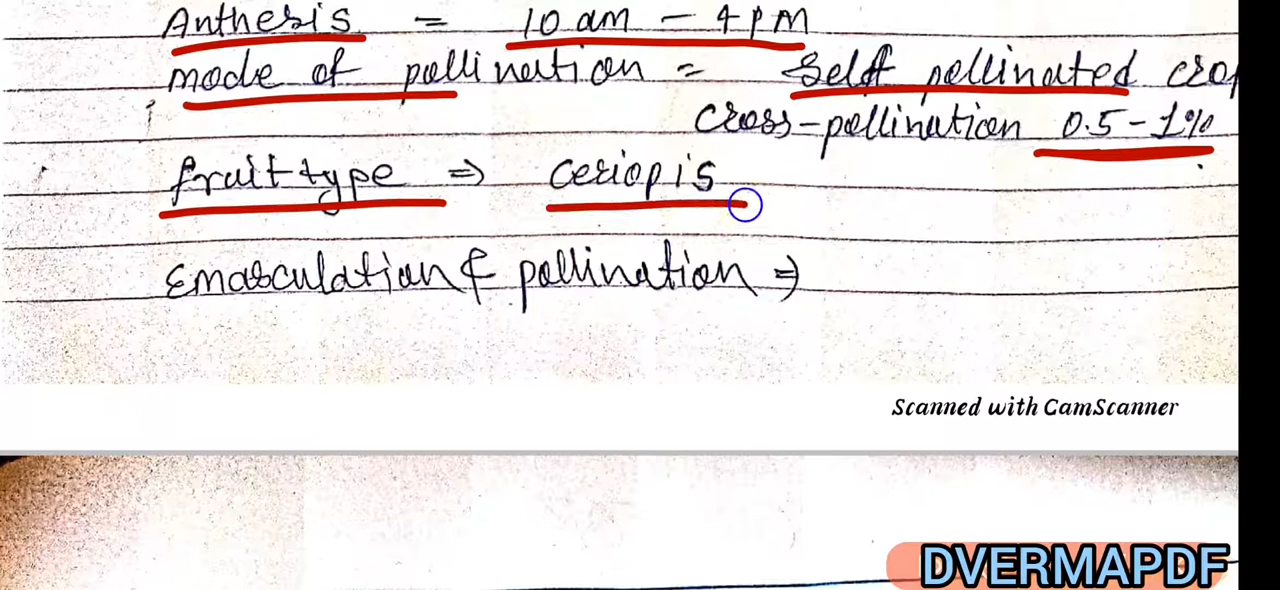 Anthesis = 10 am - 4 pm
mode of pollination = Self pollinated crop
cross-pollination 0.5 - 1%
fruit type ⇒ ceriopis
Emasculation & pollination ⇒
Scanned with CamScanner
DVERMAPDF